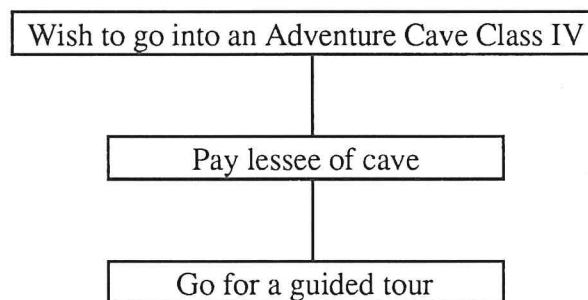 Wish to go into an Adventure Cave Class IV
Pay lessee of cave
Go for a guided tour